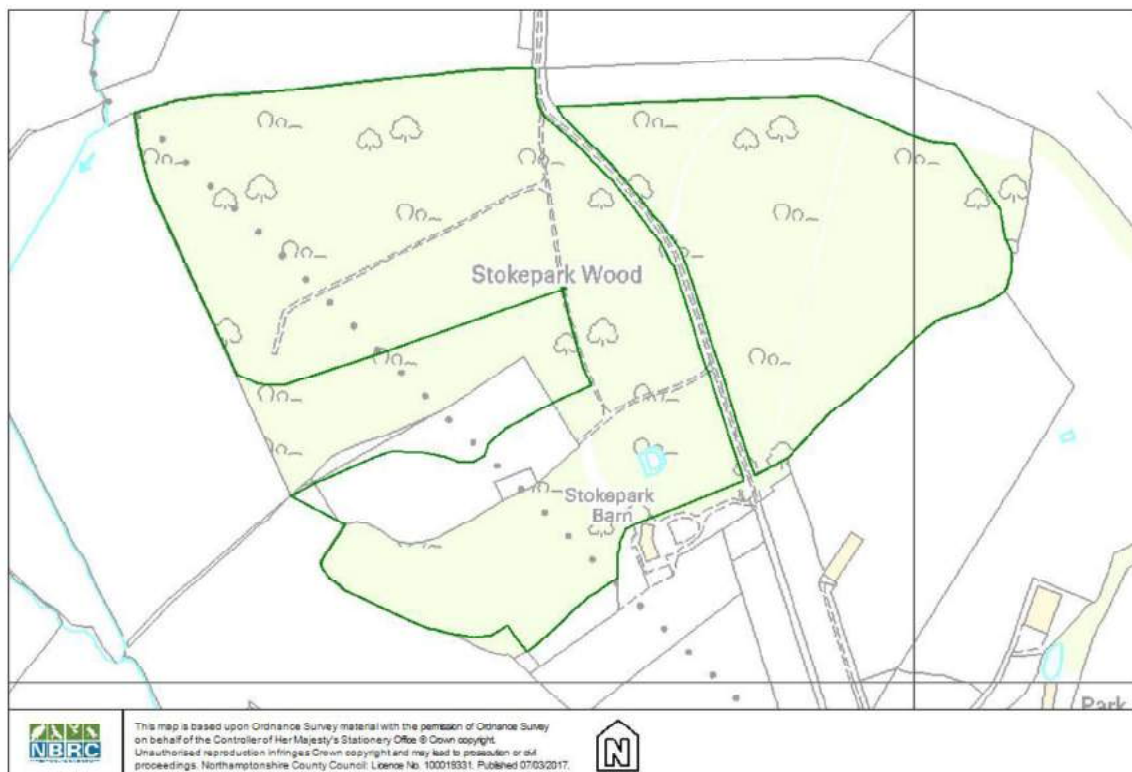 Stokepark Wood
Stokepark
Barn
Park
NBRC
This map is based upon Ordnance Survey material with the permission of Ordnance Survey
on behalf of the Controller of Her Majesty's Stationery Office © Crown copyright.
Unauthorised reproduction infringes Crown copyright and may lead to prosecution or civil
proceedings. Northamptonshire County Council: Licence No. 100019331. Published 07/03/2017.
N